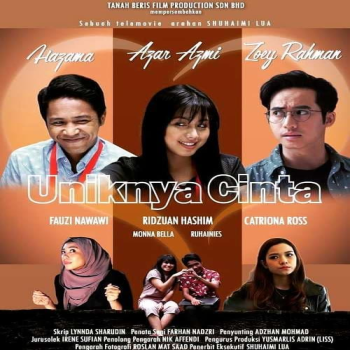 TANAH BERIS FILM PRODUCTION SDN BHD
mempersembahkan
Sebuah telemovie arahan SHUHAIMI LUA
Hazama Azar Azmi Zoey Rahman
Uniknya Cinta
FAUZI NAWAWI RIDZUAN HASHIM CATRIONA ROSS
MONNA BELLA RUHAINIES
Skrip LYNNDA SHARUDIN Penata Seni FARHAN NADZRI Penyunting ADZHAN MOHMAD
Jurusolek IRENE SUFIAN Penolong Pengarah NIK AFFENDI Pengurus Produksi YUSMARLIS ADRIN (LISS)
Pengarah Fotografi ROSLAN MAT SAAD Penerbit Eksekutif SHUHAIMI LUA